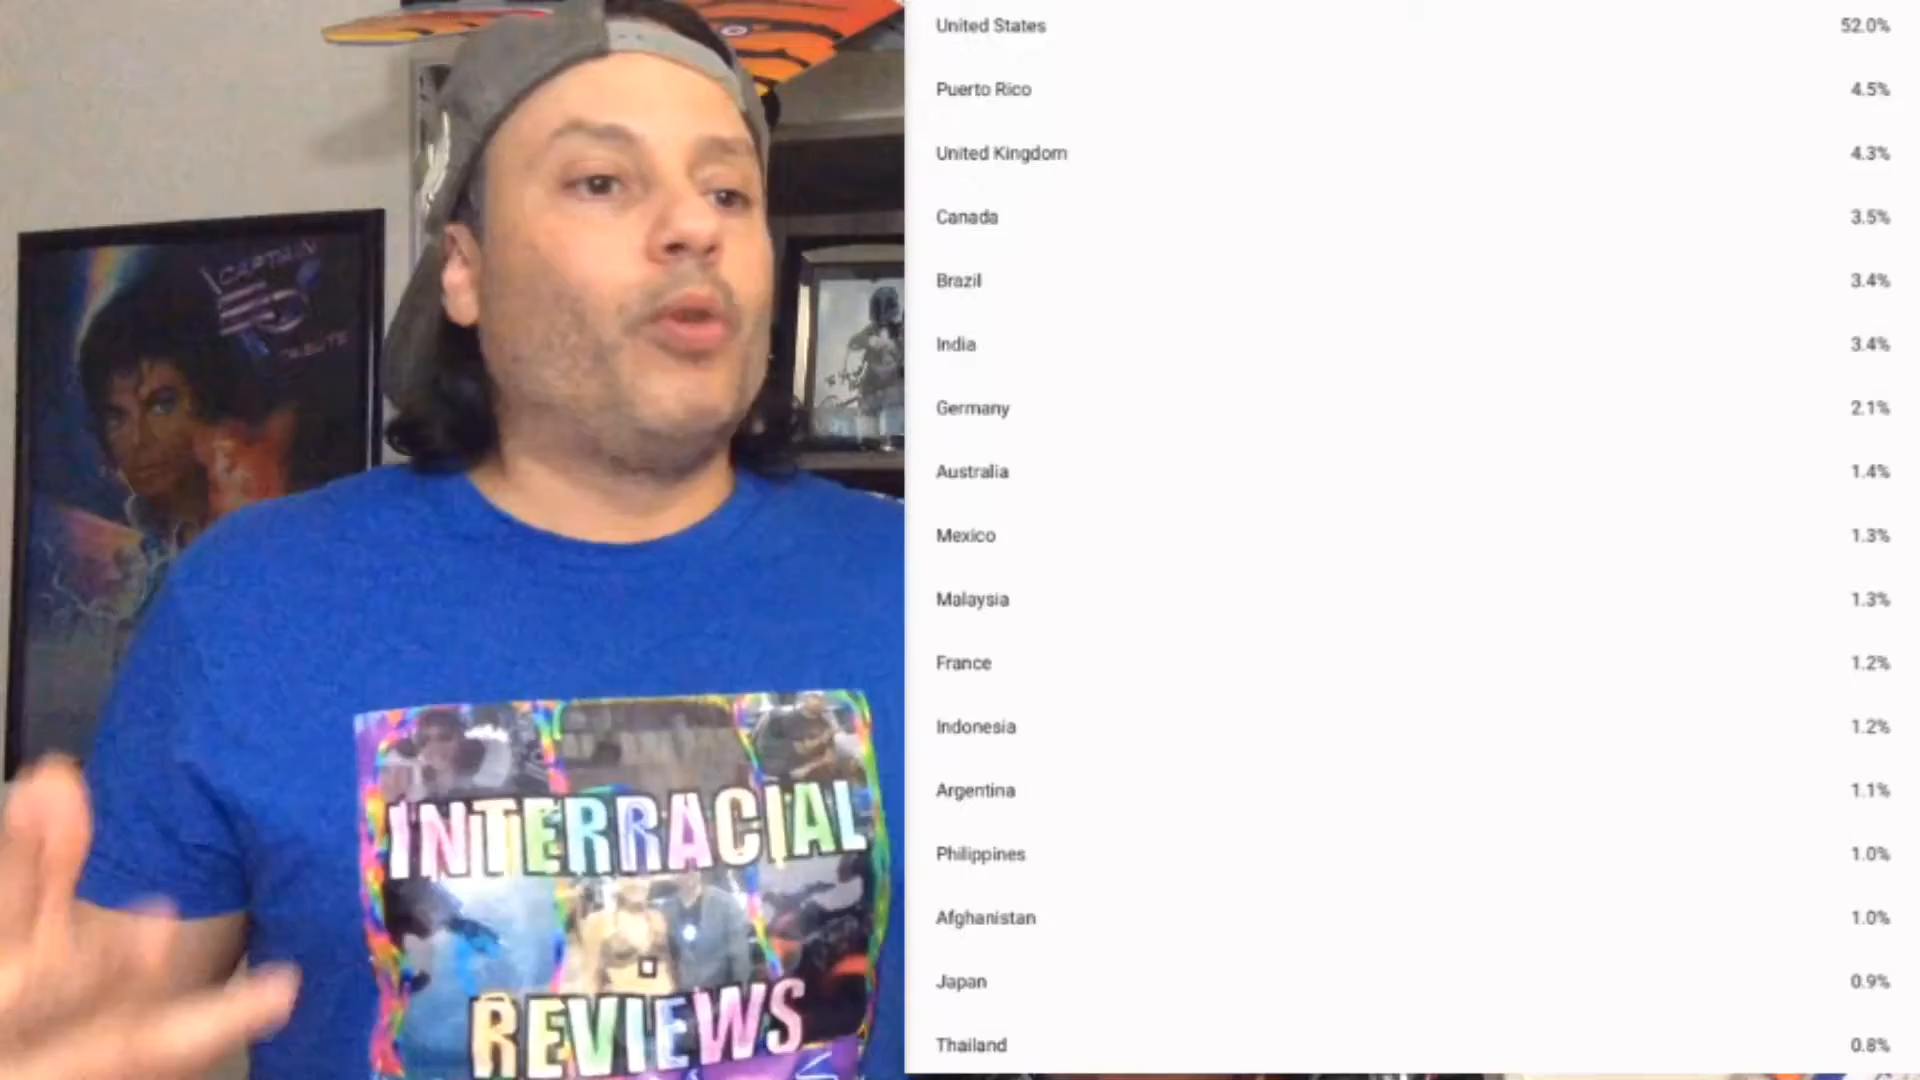 CAPTAIN
EO
TRIBUTE
INTERRACIAL
REVIEWS
United States 52.0%
Puerto Rico 4.5%
United Kingdom 4.3%
Canada 3.5%
Brazil 3.4%
India 3.4%
Germany 2.1%
Australia 1.4%
Mexico 1.3%
Malaysia 1.3%
France 1.2%
Indonesia 1.2%
Argentina 1.1%
Philippines 1.0%
Afghanistan 1.0%
Japan 0.9%
Thailand 0.8%